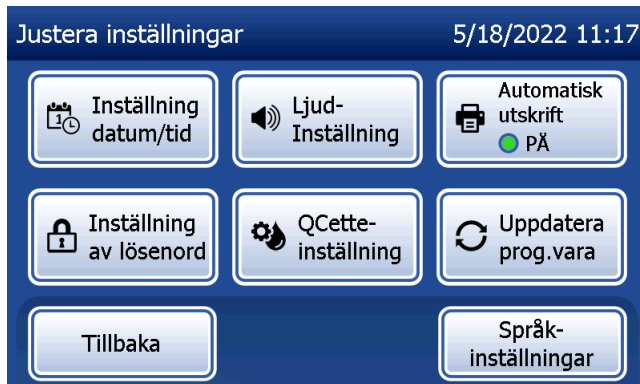 Justera inställningar 5/18/2022 11:17
Inställning
datum/tid
Ljud-
Inställning
Automatisk
utskrift
PÄ
Inställning
av lösenord
QCette-
inställning
Uppdatera
prog.vara
Tillbaka
Språk-
inställningar